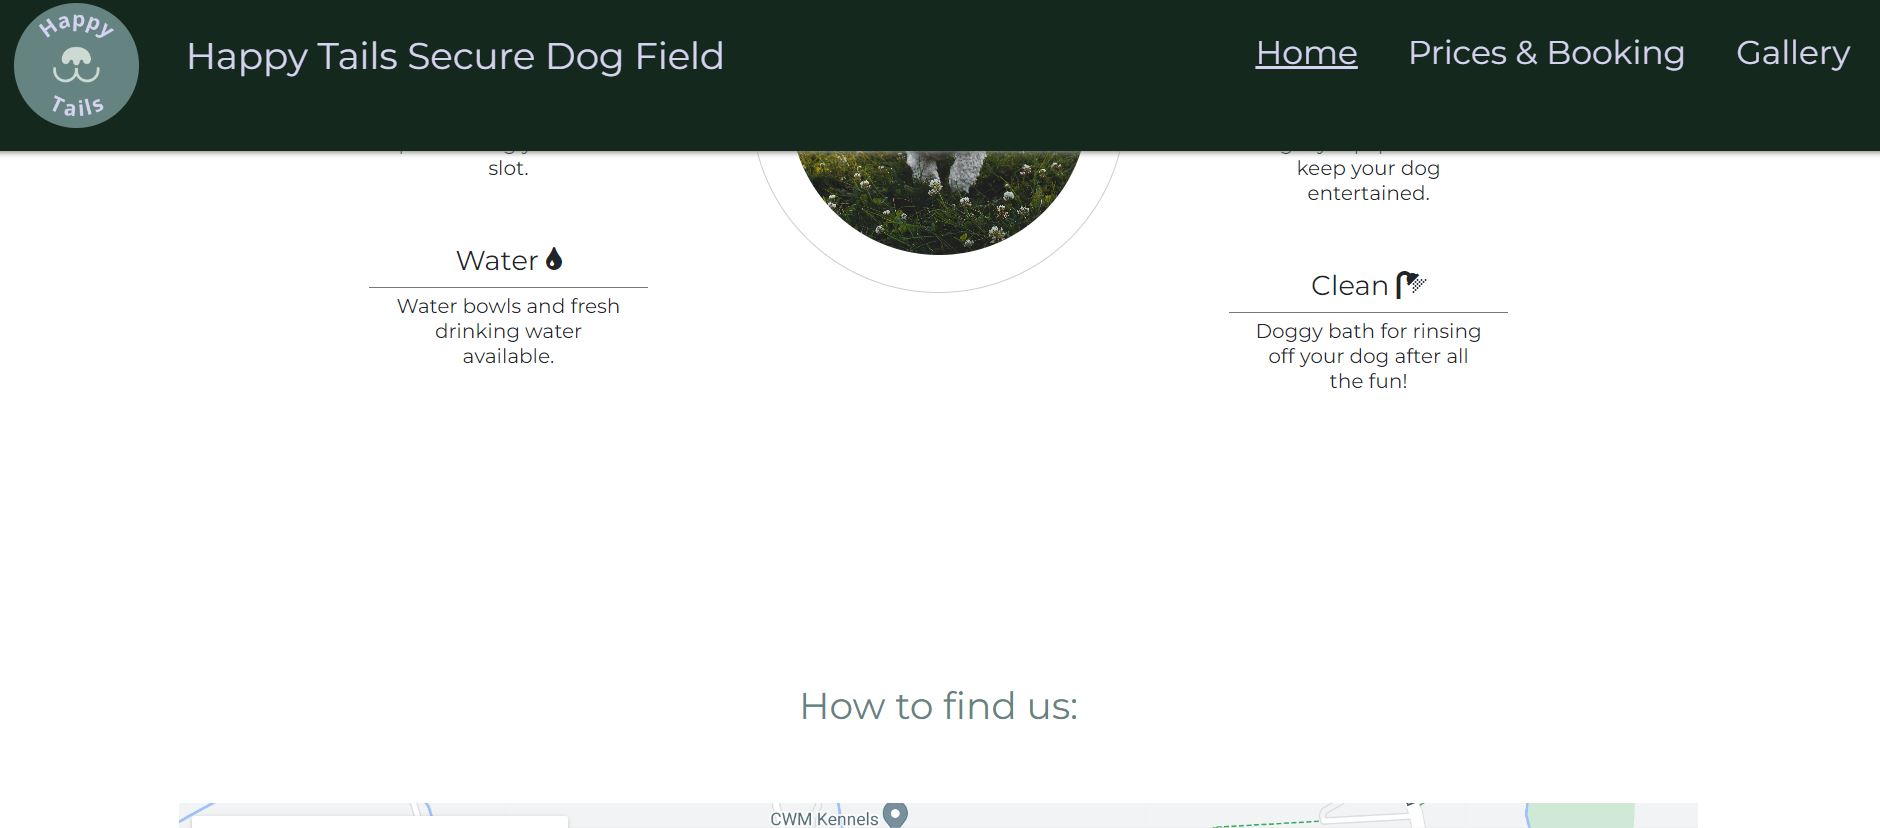 Happy
Tails
Happy Tails Secure Dog Field
Home
Prices & Booking
Gallery
slot.
Water
Water bowls and fresh
drinking water
available.
keep your dog
entertained.
Clean
Doggy bath for rinsing
off your dog after all
the fun!
How to find us:
CWM Kennels